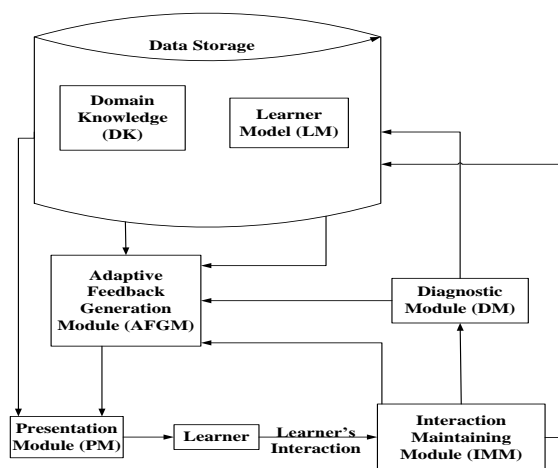 Data Storage
Domain
Knowledge
(DK)
Learner
Model (LM)
Adaptive
Feedback
Generation
Module (AFGM)
Diagnostic
Module (DM)
Presentation
Module (PM)
Learner
Learner's
Interaction
Interaction
Maintaining
Module (IMM)